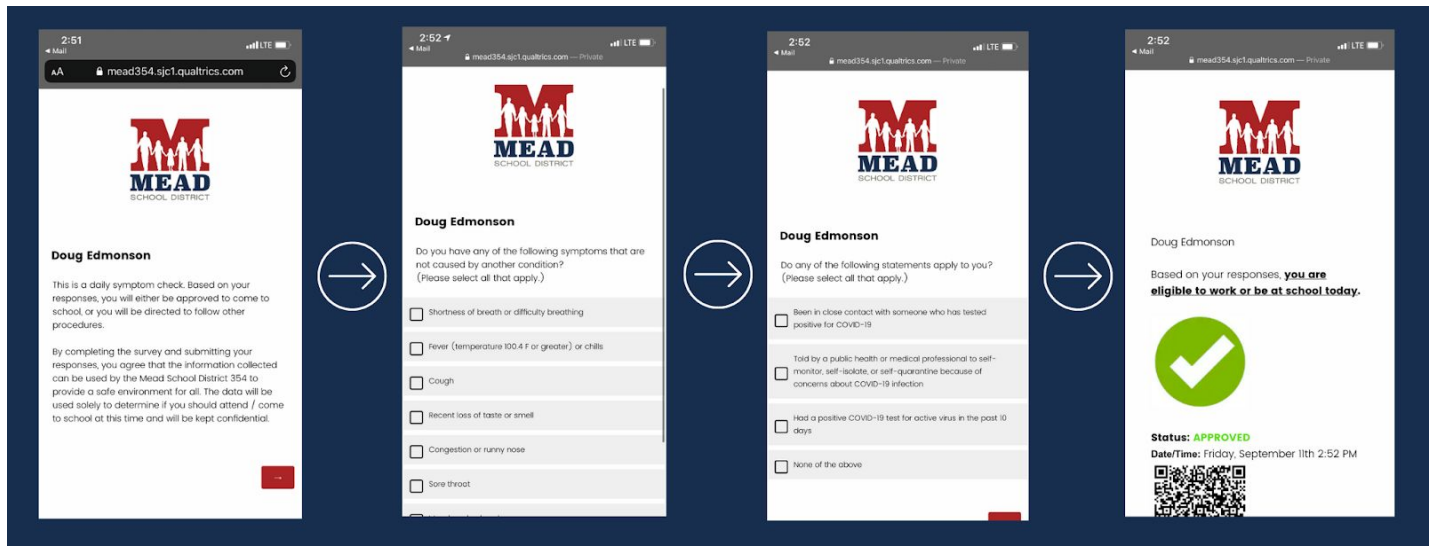 2:51
Mail
LTE
AA mead354.sjc1.qualtrics.com
M
MEAD
SCHOOL DISTRICT
Doug Edmonson
This is a daily symptom check. Based on your
responses, you will either be approved to come to
school, or you will be directed to follow other
procedures.
By completing the survey and submitting your
responses, you agree that the information collected
can be used by the Mead School District 354 to
provide a safe environment for all. The data will be
used solely to determine if you should attend / come
to school at this time and will be kept confidential.
2:52
Mail
LTE
mead354.sjc1.qualtrics.com — Private
M
MEAD
SCHOOL DISTRICT
Doug Edmonson
Do you have any of the following symptoms that are
not caused by another condition?
(Please select all that apply.)
Shortness of breath or difficulty breathing
Fever (temperature 100.4 F or greater) or chills
Cough
Recent loss of taste or smell
Congestion or runny nose
Sore throat
2:52
Mail
LTE
mead354.sjc1.qualtrics.com — Private
M
MEAD
SCHOOL DISTRICT
Doug Edmonson
Do any of the following statements apply to you?
(Please select all that apply.)
Been in close contact with someone who has tested
positive for COVID-19
Told by a public health or medical professional to self-
monitor, self-isolate, or self-quarantine because of
concerns about COVID-19 infection
Had a positive COVID-19 test for active virus in the past 10
days
None of the above
2:52
Mail
LTE
mead354.sjc1.qualtrics.com — Private
M
MEAD
SCHOOL DISTRICT
Doug Edmonson
Based on your responses, you are
eligible to work or be at school today.
Status: APPROVED
Date/Time: Friday, September 11th 2:52 PM